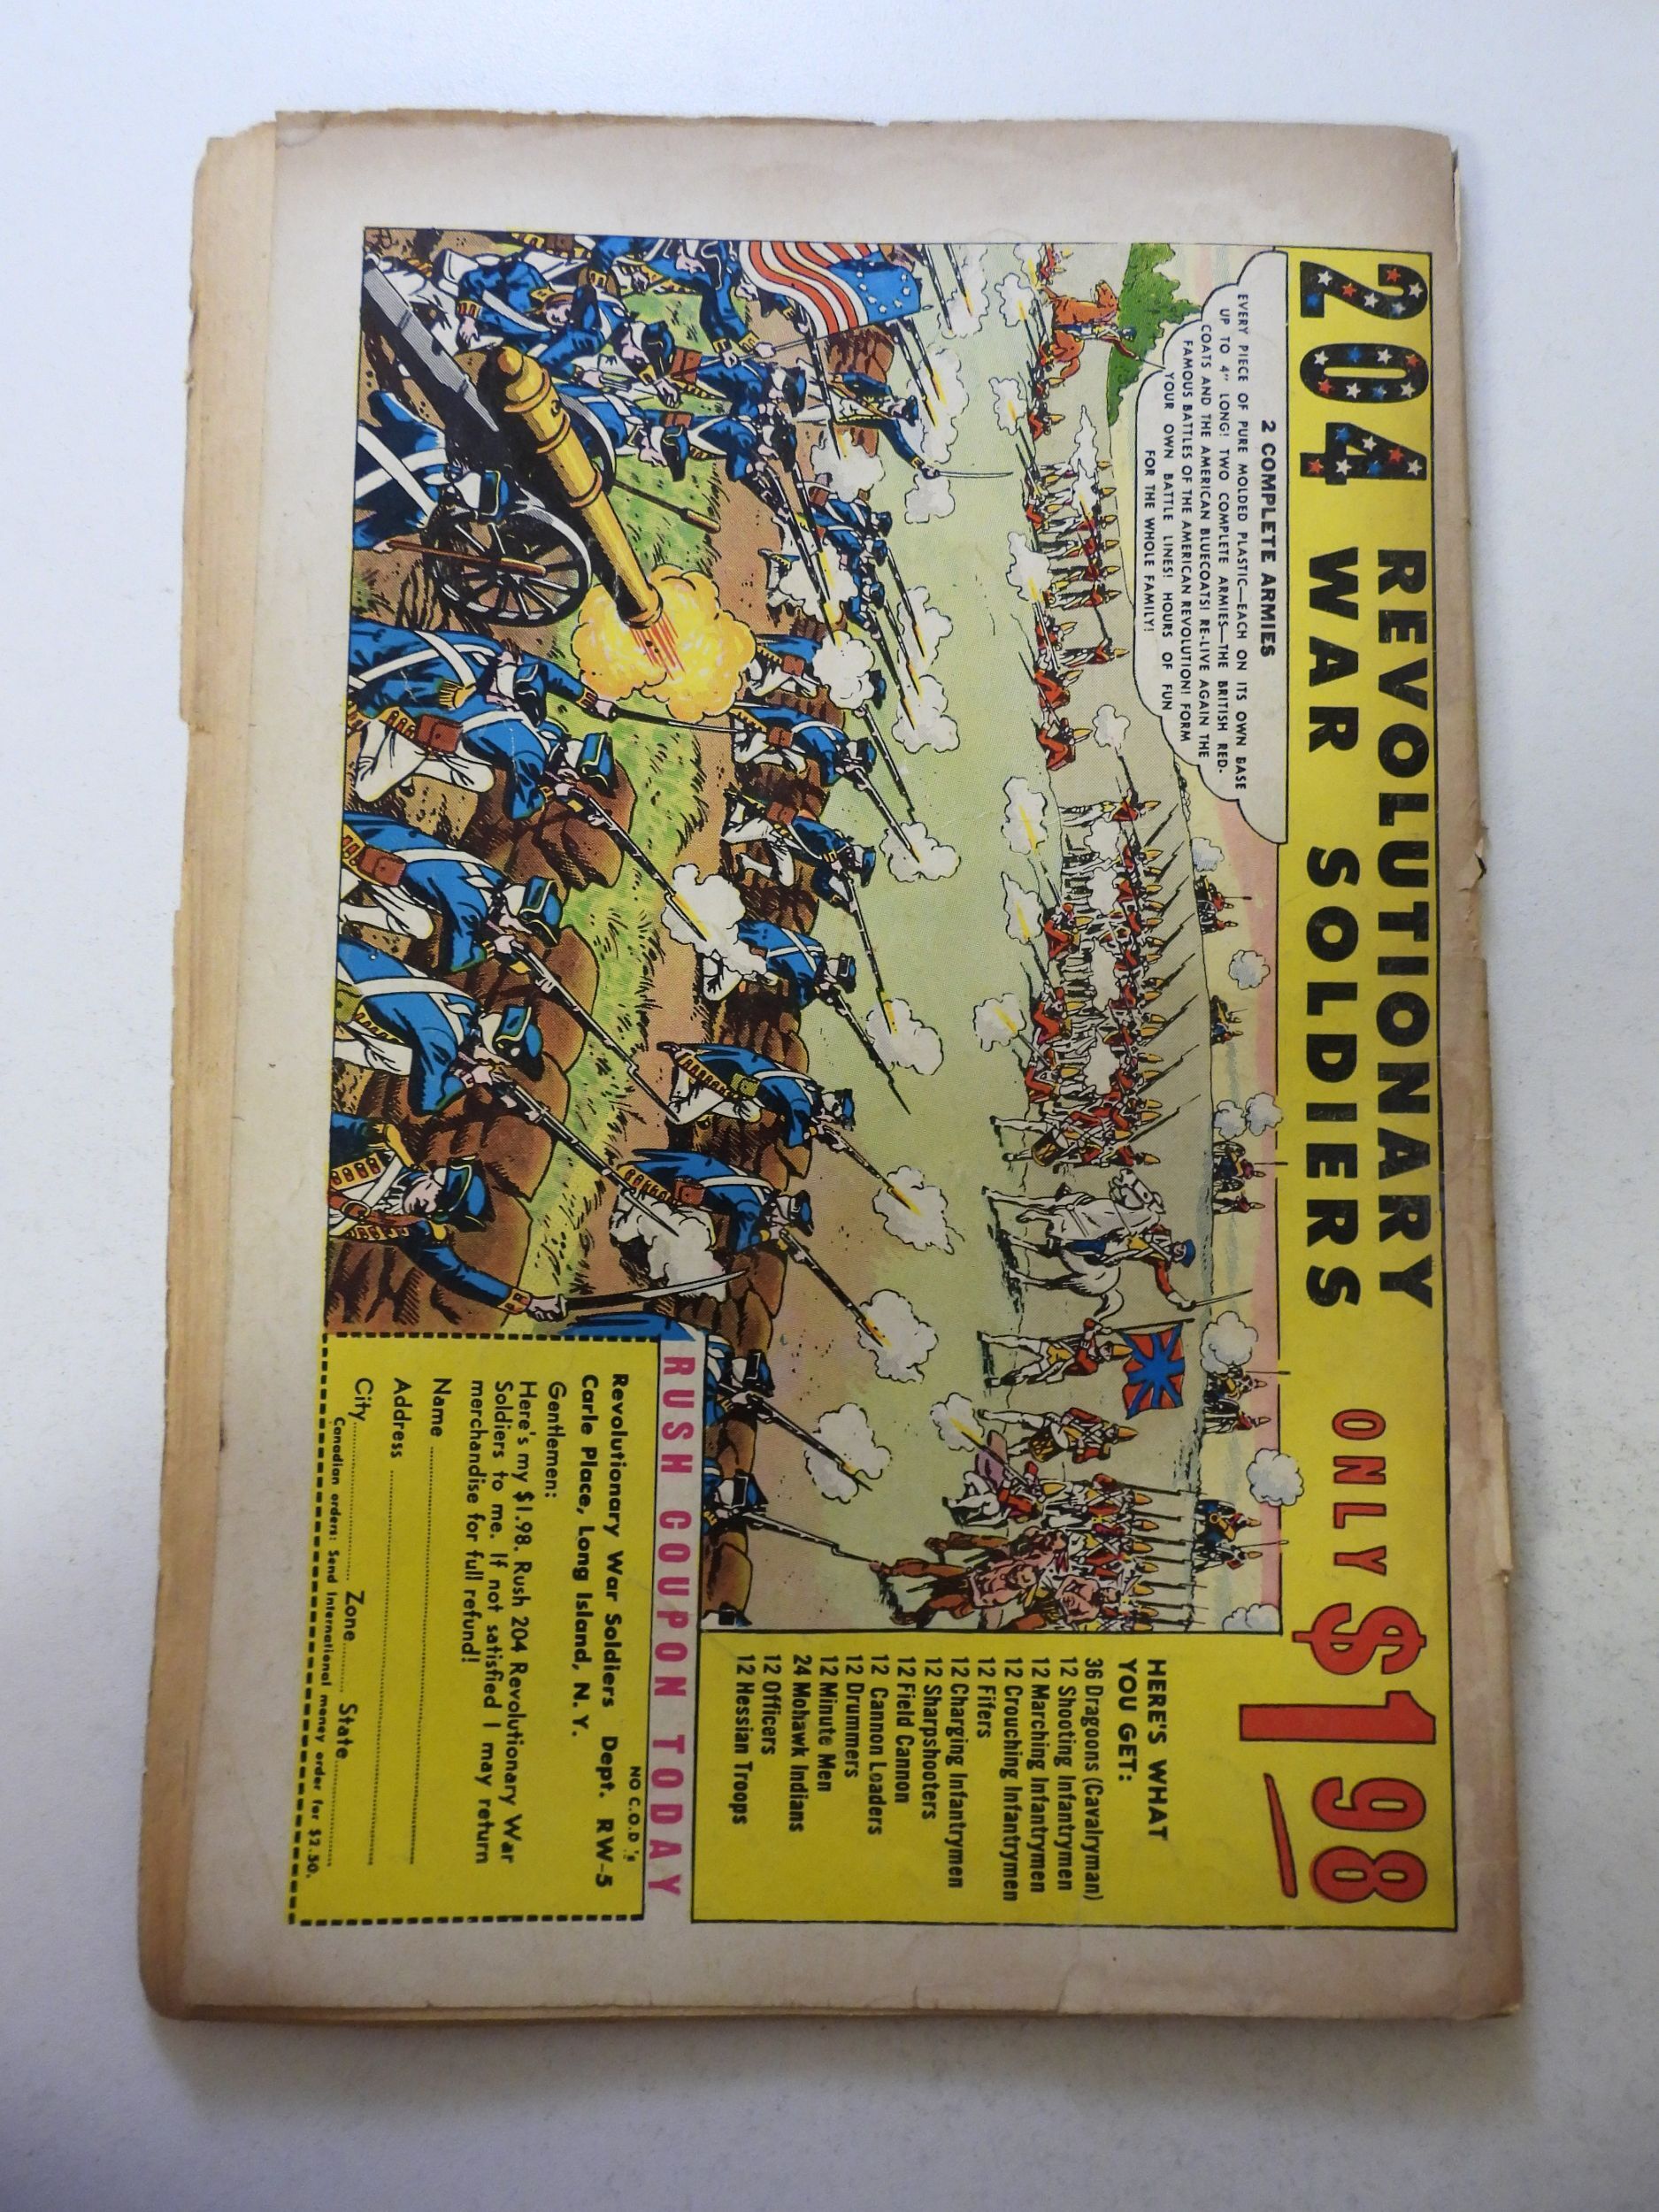 204 REVOLUTIONARY
WAR SOLDIERS
ONLY $1.98
2 COMPLETE ARMIES
EVERY PIECE OF PURE MOLDED PLASTIC—EACH ON ITS OWN BASE
UP TO 4" LONG! TWO COMPLETE ARMIES—THE BRITISH RED-
COATS AND THE AMERICAN BLUECOATS! RE-LIVE AGAIN THE
FAMOUS BATTLES OF THE AMERICAN REVOLUTION! FORM
YOUR OWN BATTLE LINES! HOURS OF FUN
FOR THE WHOLE FAMILY!
HERE'S WHAT
YOU GET:
36 Dragoons (Cavalryman)
12 Shooting Infantrymen
12 Marching Infantrymen
12 Crouching Infantrymen
12 Fifers
12 Charging Infantrymen
12 Sharpshooters
12 Field Cannon
12 Cannon Loaders
12 Drummers
12 Minute Men
24 Mohawk Indians
12 Officers
12 Hessian Troops
RUSH COUPON TODAY
NO C.O.D.'s
Revolutionary War Soldiers Dept. RW-5
Carle Place, Long Island, N. Y.
Gentlemen:
Here's my $1.98. Rush 204 Revolutionary War
Soldiers to me. If not satisfied I may return
merchandise for full refund!
Name
Address
City Zone State
Canadian orders: Send International money order for $2.50.